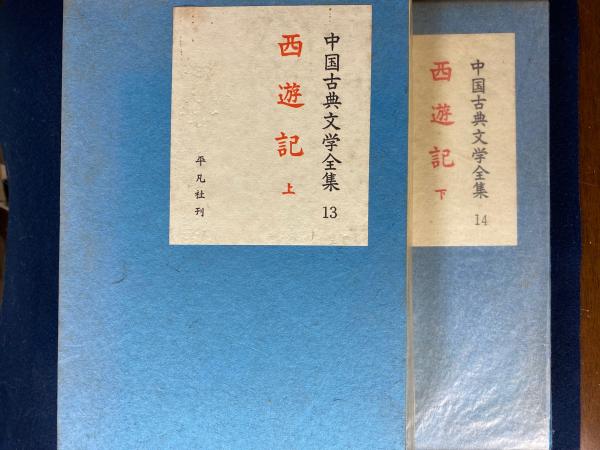 中国古典文学全集 13
西遊記 上
平凡社刊
中国古典文学全集 14
西遊記 下